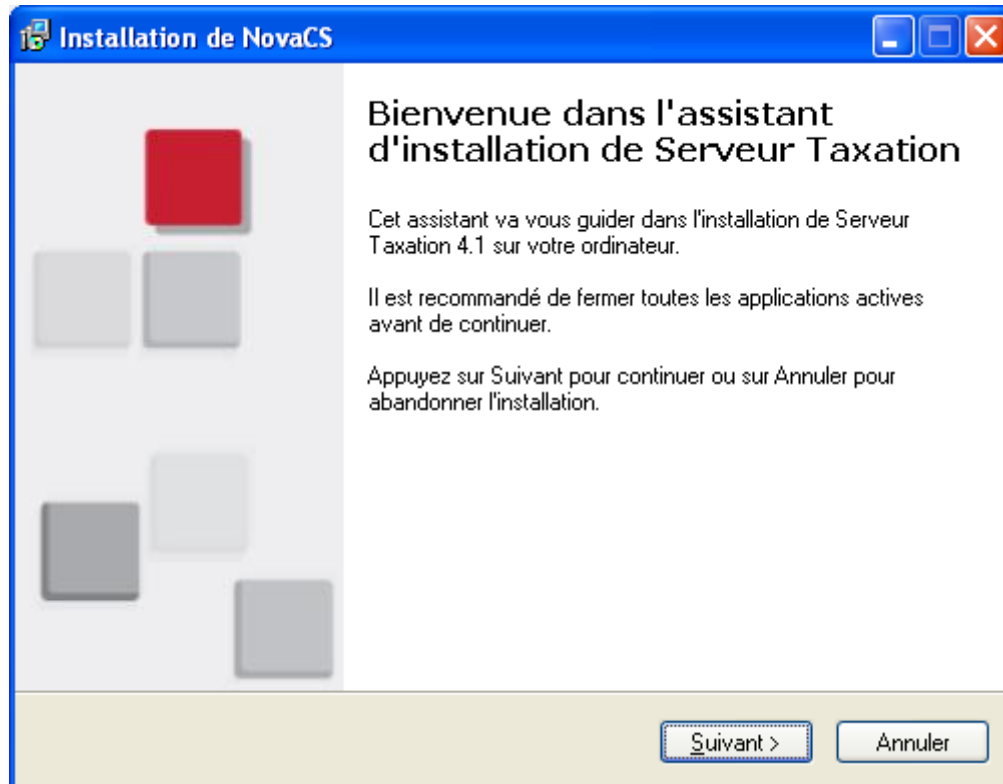 Installation de NovaCS
Bienvenue dans l'assistant
d'installation de Serveur Taxation
Cet assistant va vous guider dans l'installation de Serveur
Taxation 4.1 sur votre ordinateur.
Il est recommandé de fermer toutes les applications actives
avant de continuer.
Appuyez sur Suivant pour continuer ou sur Annuler pour
abandonner l'installation.
Suivant >
Annuler